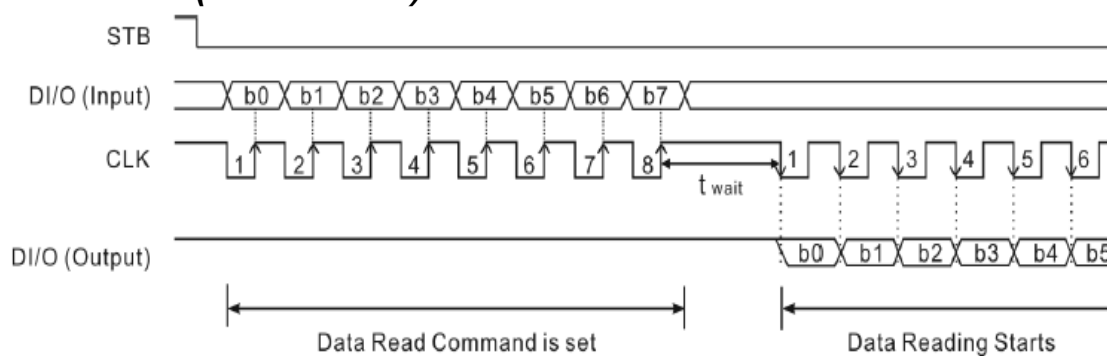 STB
DI/O (Input) b0 b1 b2 b3 b4 b5 b6 b7
CLK 1 2 3 4 5 6 7 8 1 2 3 4 5 6
t wait
DI/O (Output) b0 b1 b2 b3 b4 b5
Data Read Command is set Data Reading Starts